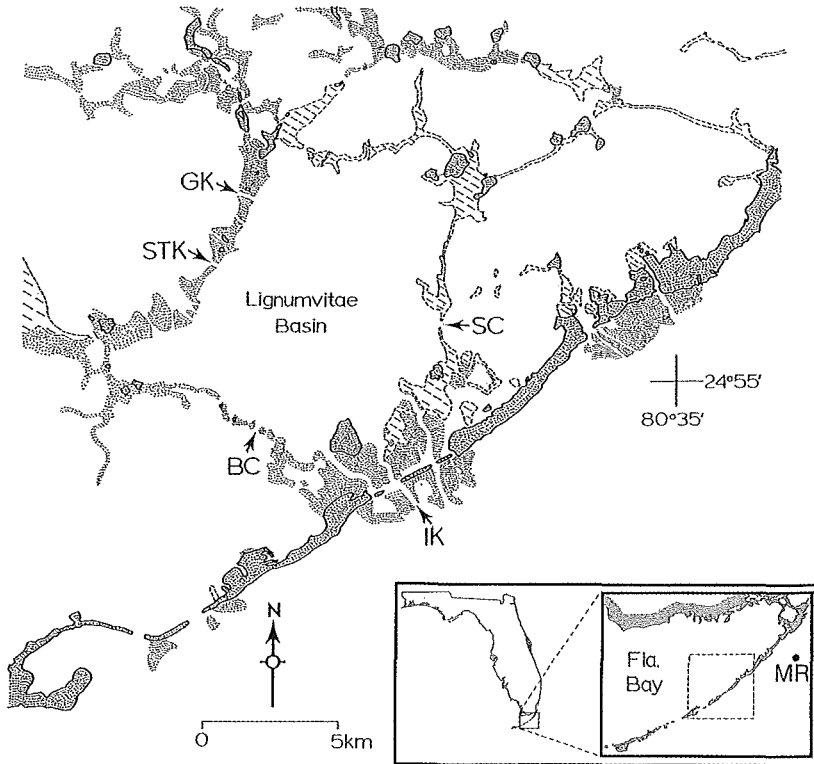 GK
STK
Lignumvitae
Basin
SC
24°55'
80°35'
BC
IK
N
0 5km
Fla.
Bay
MR